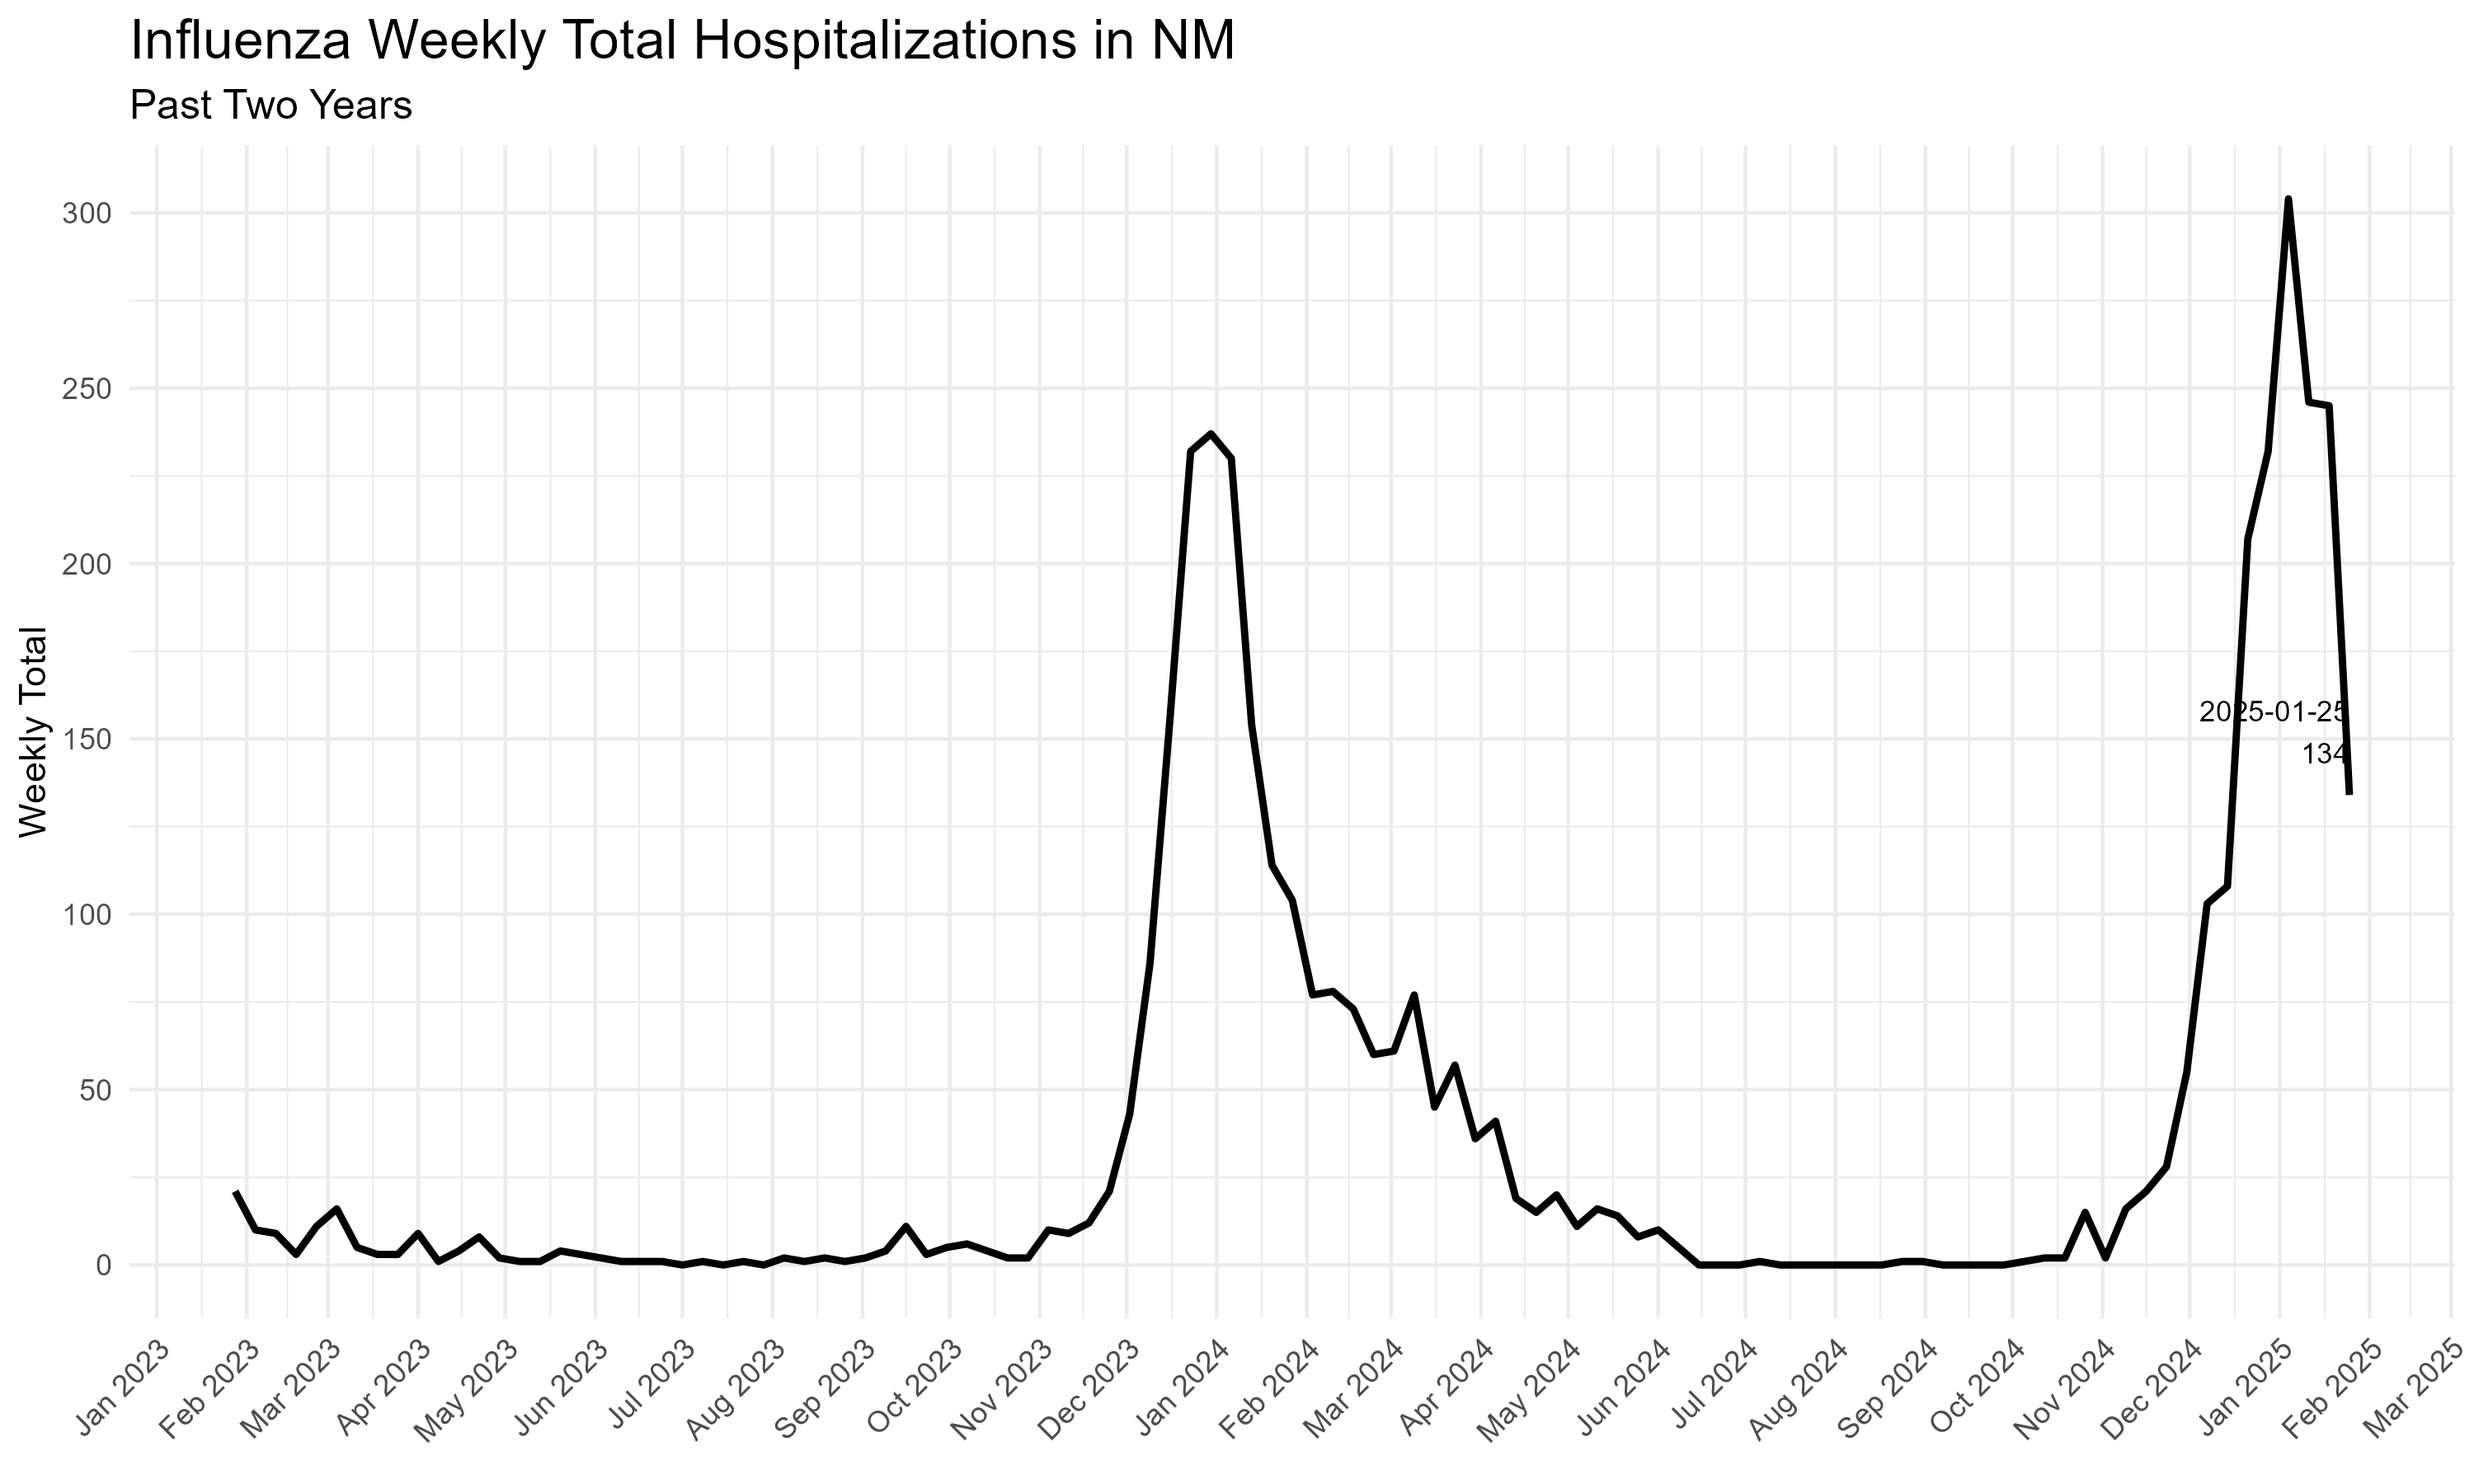 Influenza Weekly Total Hospitalizations in NM
Past Two Years
Weekly Total
300
250
200
150
100
50
0
2025-01-25
134
Jan 2023
Feb 2023
Mar 2023
Apr 2023
May 2023
Jun 2023
Jul 2023
Aug 2023
Sep 2023
Oct 2023
Nov 2023
Dec 2023
Jan 2024
Feb 2024
Mar 2024
Apr 2024
May 2024
Jun 2024
Jul 2024
Aug 2024
Sep 2024
Oct 2024
Nov 2024
Dec 2024
Jan 2025
Feb 2025
Mar 2025